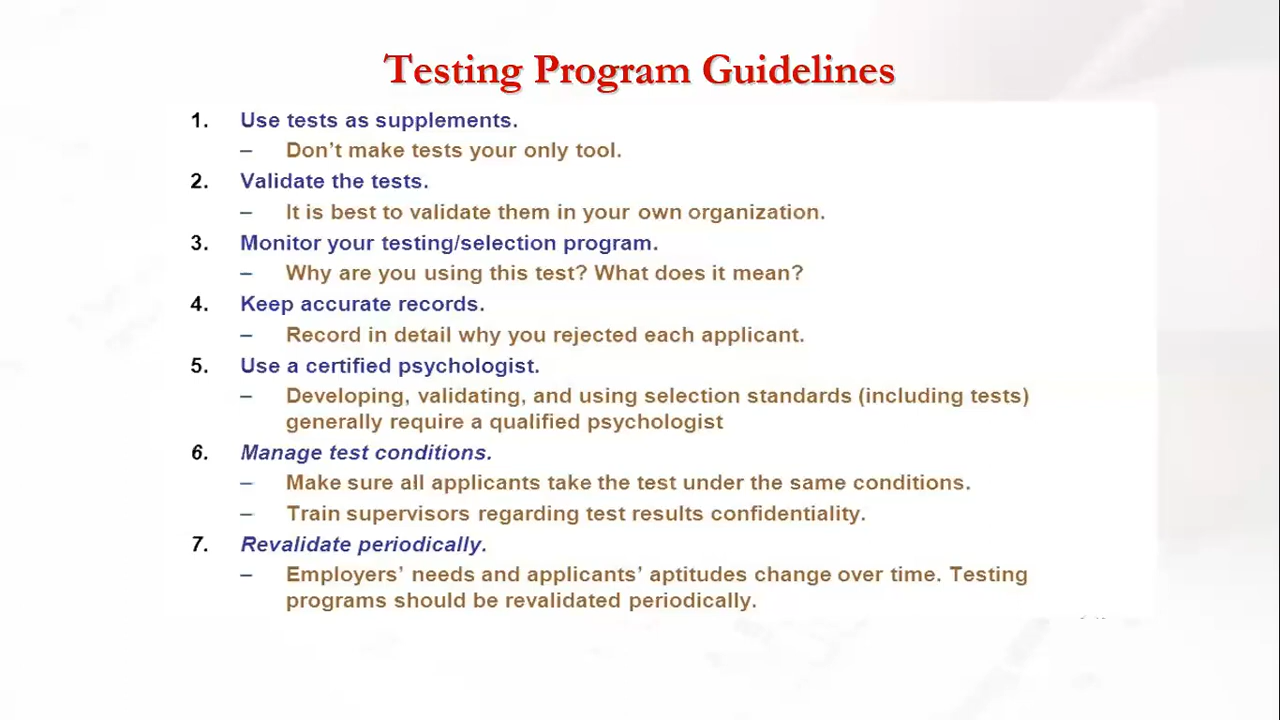 Testing Program Guidelines
1. Use tests as supplements.
– Don't make tests your only tool.
2. Validate the tests.
– It is best to validate them in your own organization.
3. Monitor your testing/selection program.
– Why are you using this test? What does it mean?
4. Keep accurate records.
– Record in detail why you rejected each applicant.
5. Use a certified psychologist.
– Developing, validating, and using selection standards (including tests)
generally require a qualified psychologist
6. Manage test conditions.
– Make sure all applicants take the test under the same conditions.
– Train supervisors regarding test results confidentiality.
7. Revalidate periodically.
– Employers' needs and applicants' aptitudes change over time. Testing
programs should be revalidated periodically.